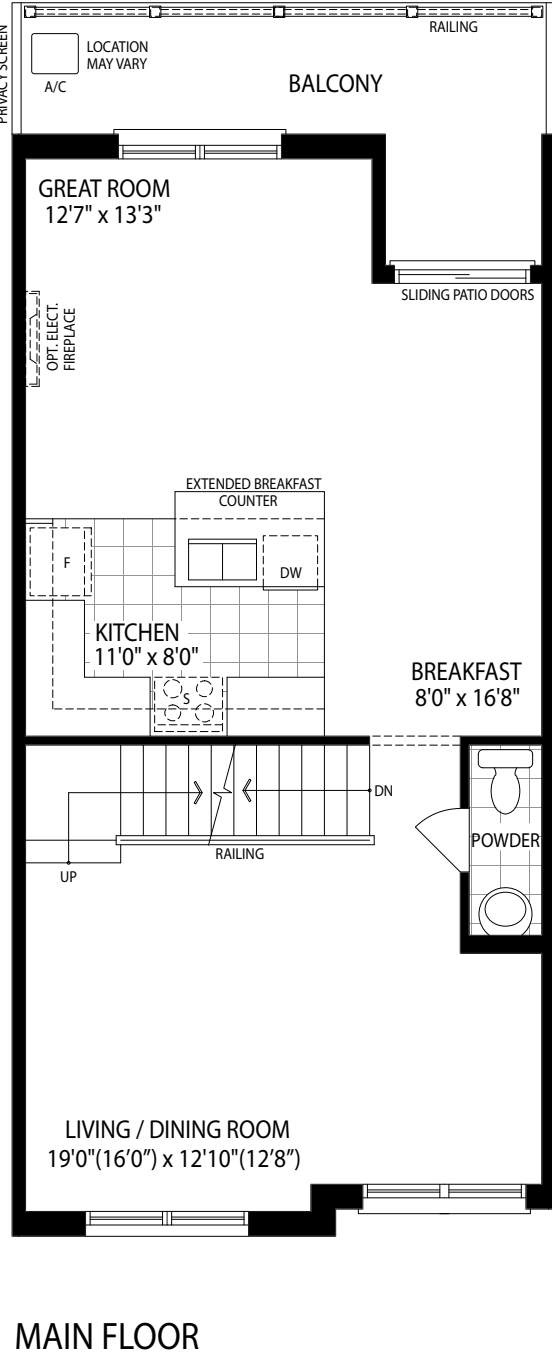 RAILING
PRIVACY SCREEN
LOCATION
MAY VARY
A/C
BALCONY
GREAT ROOM
12'7" x 13'3"
SLIDING PATIO DOORS
OPT. ELECT.
FIREPLACE
EXTENDED BREAKFAST
COUNTER
F
DW
KITCHEN
11'0" x 8'0"
S
BREAKFAST
8'0" x 16'8"
DN
RAILING
UP
POWDER
LIVING / DINING ROOM
19'0"(16'0") x 12'10"(12'8")
MAIN FLOOR